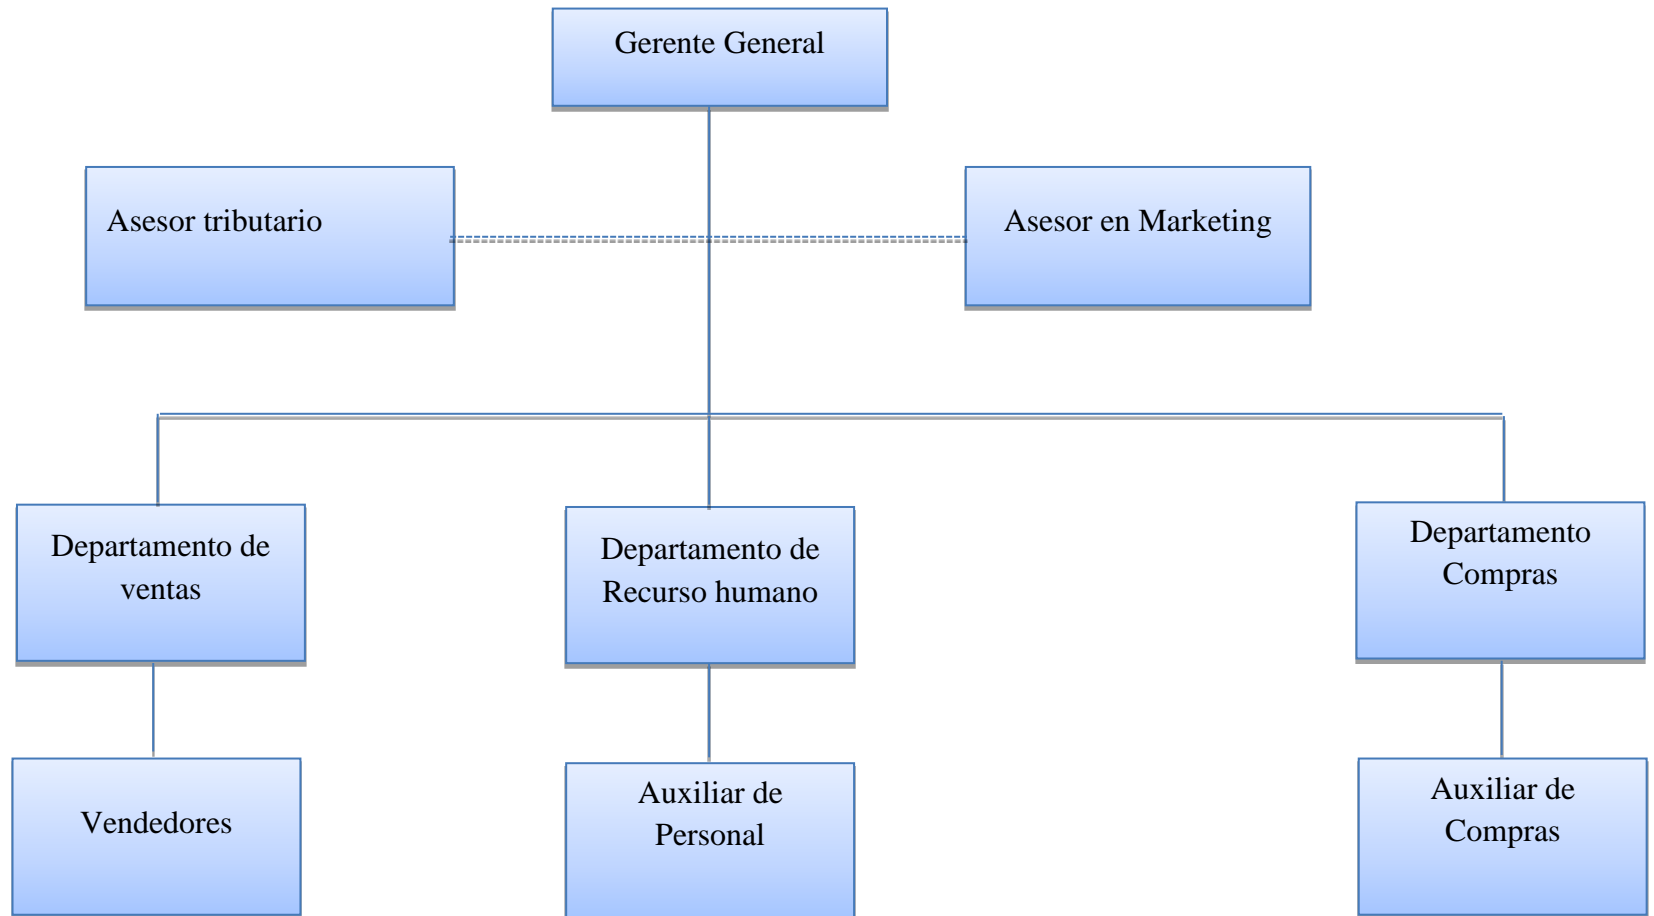 Gerente General
Asesor tributario
Asesor en Marketing
Departamento de
ventas
Departamento de
Recurso humano
Departamento
Compras
Vendedores
Auxiliar de
Personal
Auxiliar de
Compras